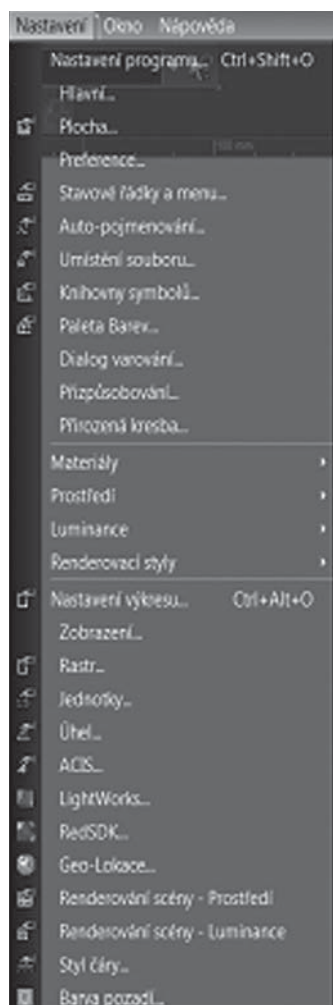 Nastavení Okno Nápověda
Nastavení programu... Ctrl+Shift+O
Hlavní...
Plocha...
100 mm
Preference...
Stavové řádky a menu...
Auto-pojmenování...
Umístění souboru...
Knihovny symbolů...
Paleta Barev...
Dialog varování...
Přizpůsobování...
Přirozená kresba...
Materiály
Prostředí
Luminance
Renderovací styly
Nastavení výkresu... Ctrl+Alt+O
Zobrazení...
Rastr...
Jednotky...
Úhel...
ACIS...
LightWorks...
RedSDK...
Geo-Lokace...
Renderování scény - Prostředí
Renderování scény - Luminance
Styl čáry...
Barva pozadí...